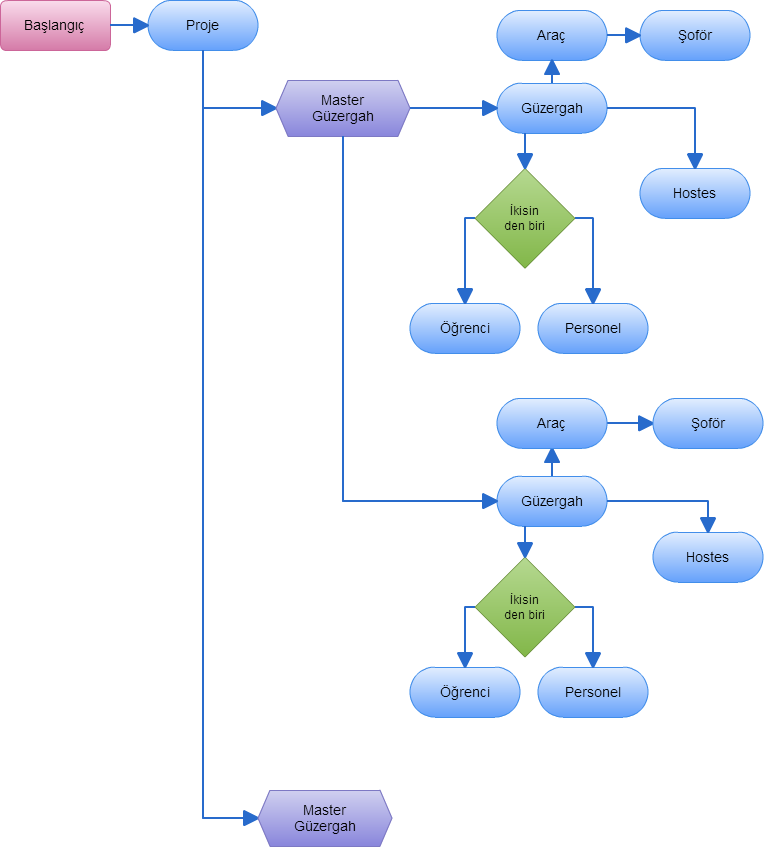 Başlangıç
Proje
Araç
Şoför
Master
Güzergah
Güzergah
Hostes
İkisin
den biri
Öğrenci
Personel
Araç
Şoför
Güzergah
Hostes
İkisin
den biri
Öğrenci
Personel
Master
Güzergah